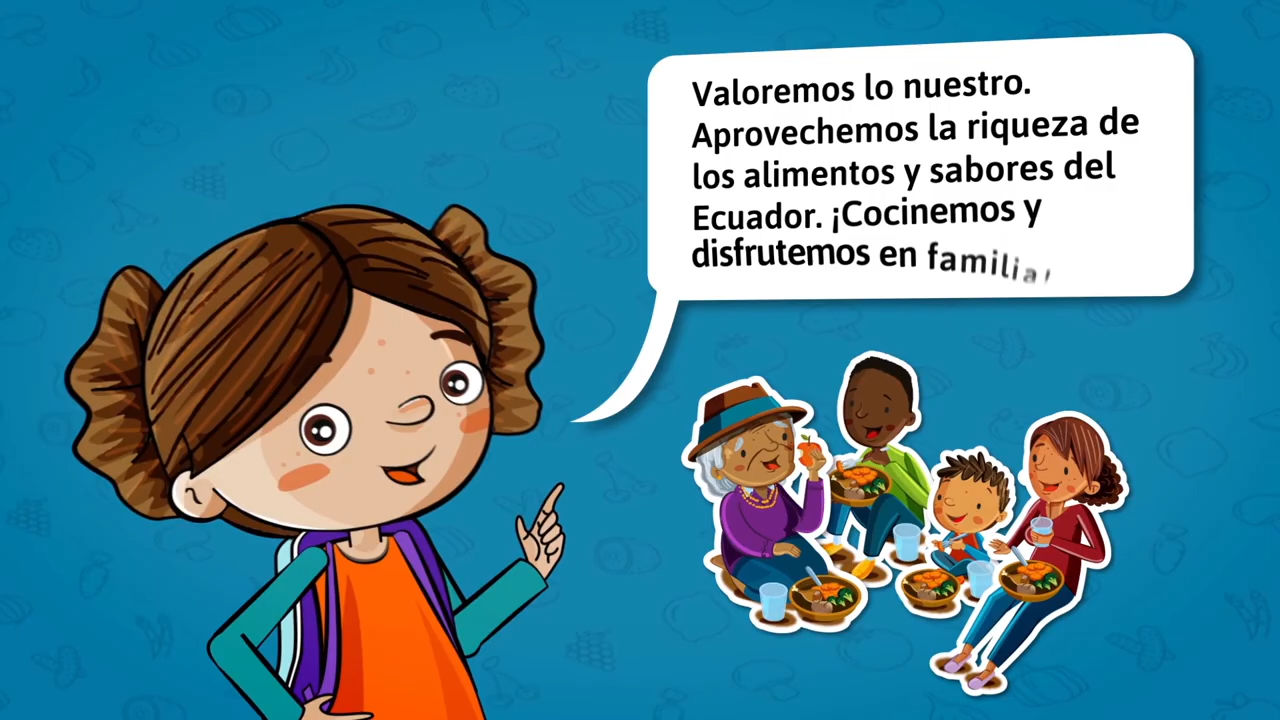 Valoremos lo nuestro.
Aprovechemos la riqueza de
los alimentos y sabores del
Ecuador. ¡Cocinemos y
disfrutemos en familia!